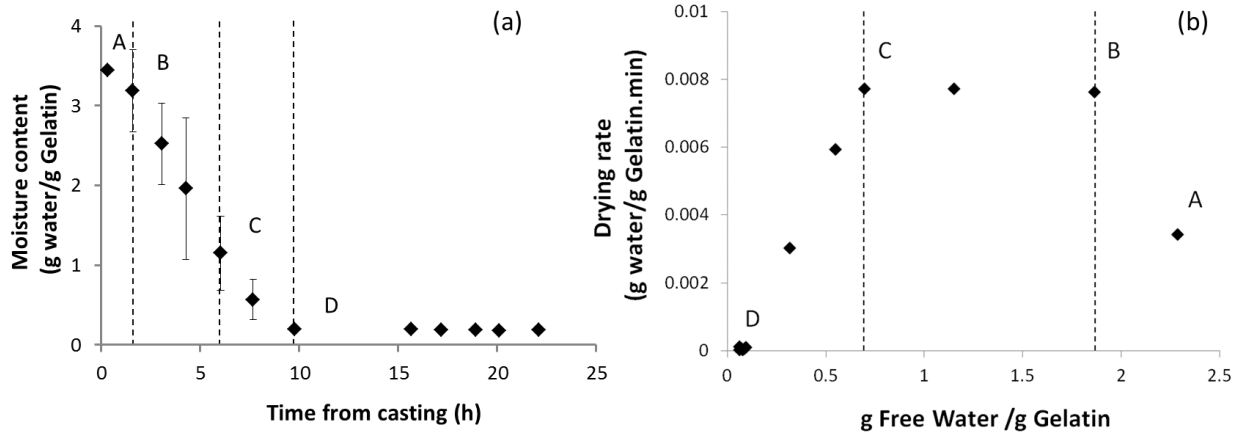 (a)
Moisture content
(g water/g Gelatin)
4
3
2
1
0
A
B
C
D
0
5
10
15
20
25
Time from casting (h)
(b)
Drying rate
(g water/g Gelatin.min)
0.01
0.008
0.006
0.004
0.002
0
C
B
A
D
0
0.5
1
1.5
2
2.5
g Free Water /g Gelatin